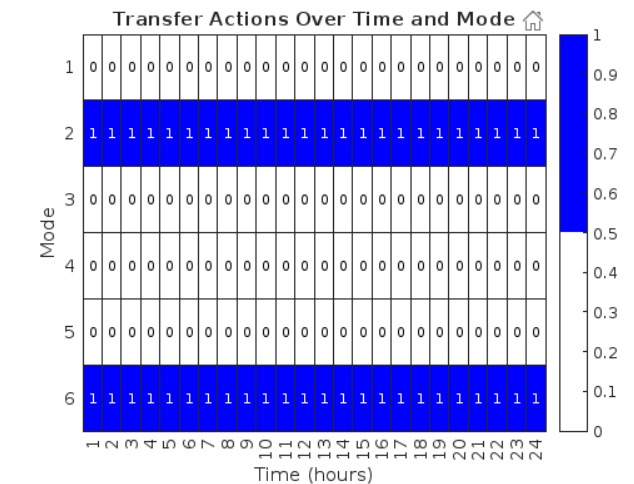 Transfer Actions Over Time and Mode
1 0 0 0 0 0 0 0 0 0 0 0 0 0 0 0 0 0 0 0 0 0 0 0 0
2 1 1 1 1 1 1 1 1 1 1 1 1 1 1 1 1 1 1 1 1 1 1 1 1
3 0 0 0 0 0 0 0 0 0 0 0 0 0 0 0 0 0 0 0 0 0 0 0 0
4 0 0 0 0 0 0 0 0 0 0 0 0 0 0 0 0 0 0 0 0 0 0 0 0
5 0 0 0 0 0 0 0 0 0 0 0 0 0 0 0 0 0 0 0 0 0 0 0 0
6 1 1 1 1 1 1 1 1 1 1 1 1 1 1 1 1 1 1 1 1 1 1 1 1
Mode
1 2 3 4 5 6 7 8 9 10 11 12 13 14 15 16 17 18 19 20 21 22 23 24
Time (hours)
1
0.9
0.8
0.7
0.6
0.5
0.4
0.3
0.2
0.1
0